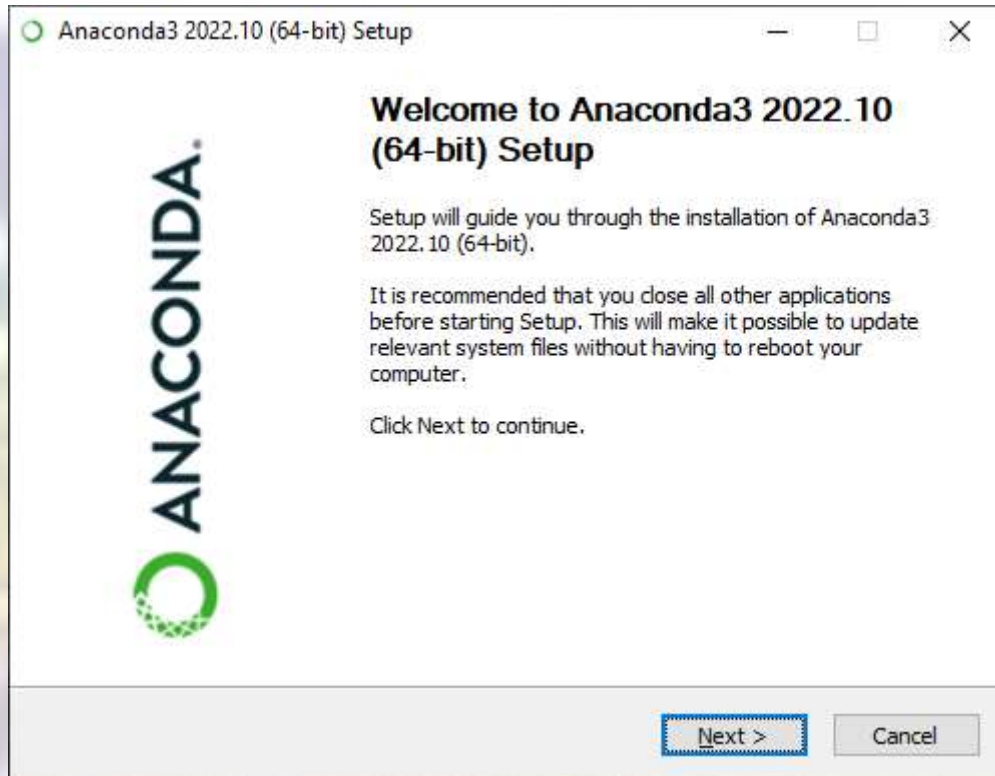 Anaconda3 2022.10 (64-bit) Setup
Welcome to Anaconda3 2022.10
(64-bit) Setup
Setup will guide you through the installation of Anaconda3
2022.10 (64-bit).
It is recommended that you close all other applications
before starting Setup. This will make it possible to update
relevant system files without having to reboot your
computer.
Click Next to continue.
ANACONDA.
Next >
Cancel